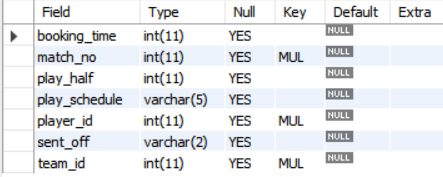 Field Type Null Key Default Extra
booking_time int(11) YES NULL
match_no int(11) YES MUL NULL
play_half int(11) YES NULL
play_schedule varchar(5) YES NULL
player_id int(11) YES MUL NULL
sent_off varchar(2) YES NULL
team_id int(11) YES MUL NULL